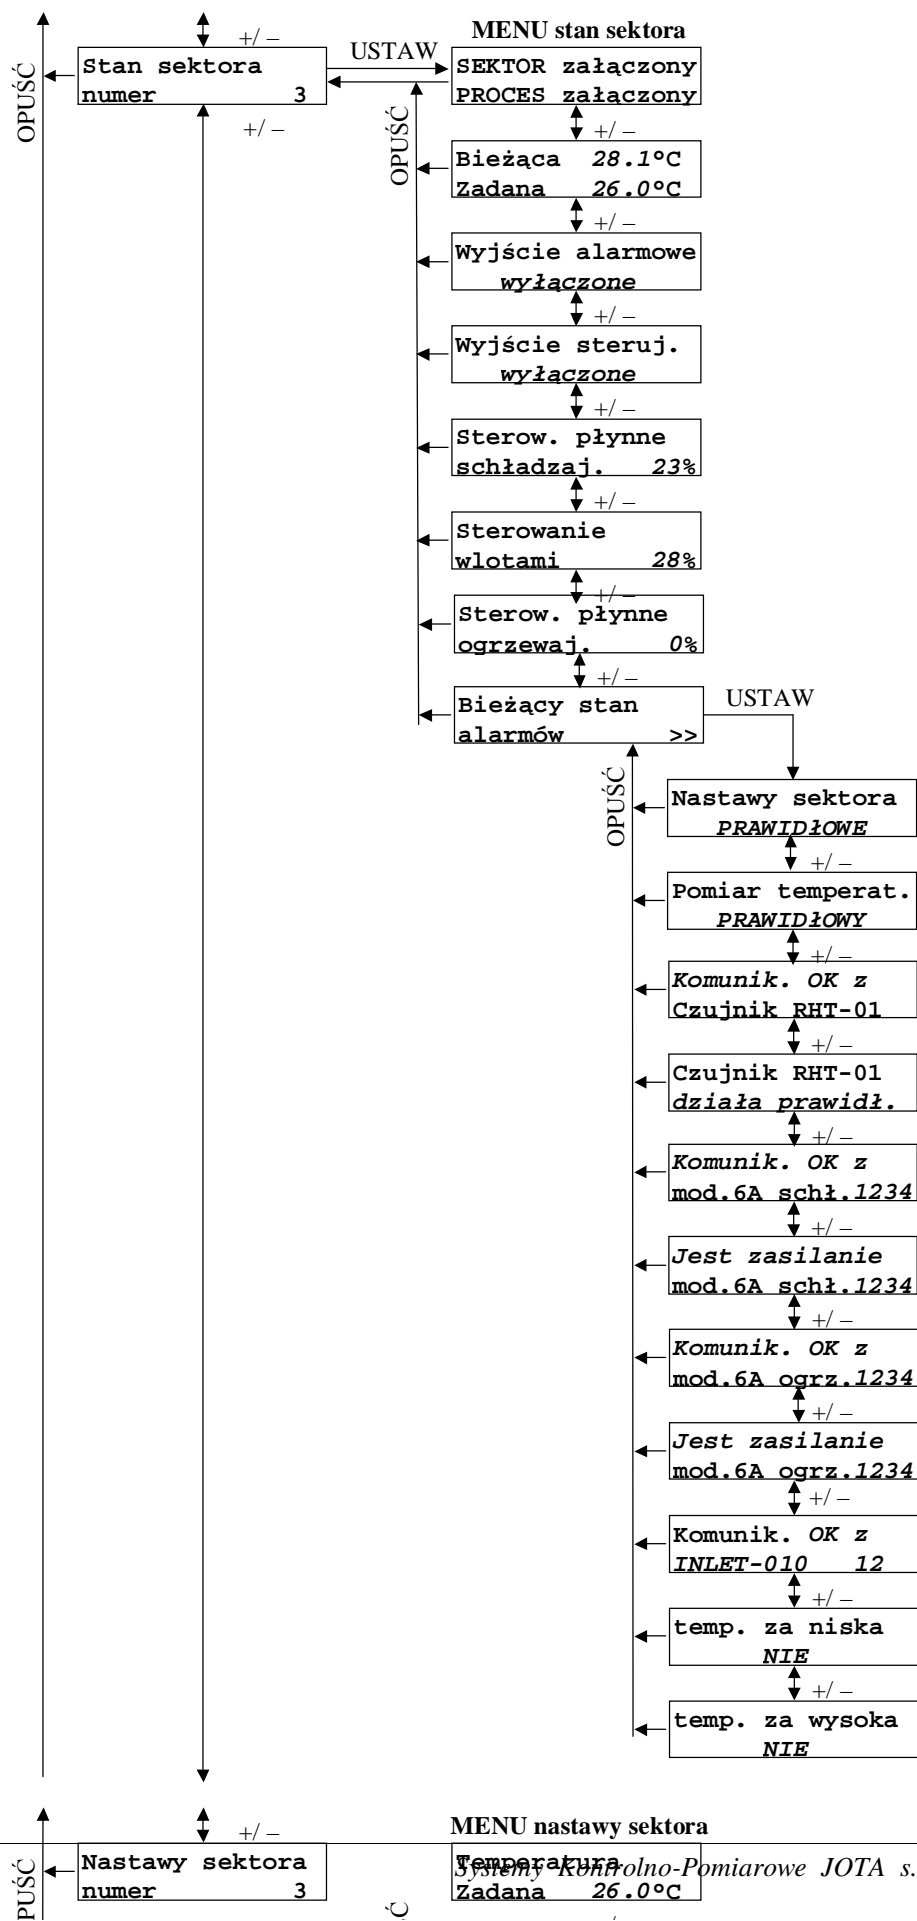 MENU stan sektora
+/ –
USTAW
Stan sektora
numer 3
SEKTOR załączony
PROCES załączony
OPUŚĆ
+/ –
OPUŚĆ
+/ –
Bieżąca 28.1°C
Zadana 26.0°C
+/ –
Wyjście alarmowe
wyłączone
+/ –
Wyjście steruj.
wyłączone
+/ –
Sterow. płynne
schładzaj. 23%
+/ –
Sterowanie
wlotami 28%
+/ –
Sterow. płynne
ogrzewaj. 0%
+/ –
Bieżący stan
alarmów >>
USTAW
OPUŚĆ
Nastawy sektora
PRAWIDŁOWE
+/ –
Pomiar temperat.
PRAWIDŁOWY
+/ –
Komunik. OK z
Czujnik RHT-01
+/ –
Czujnik RHT-01
działa prawidł.
+/ –
Komunik. OK z
mod.6A schł.1234
+/ –
Jest zasilanie
mod.6A schł.1234
+/ –
Komunik. OK z
mod.6A ogrz.1234
+/ –
Jest zasilanie
mod.6A ogrz.1234
+/ –
Komunik. OK z
INLET-010 12
+/ –
temp. za niska
NIE
+/ –
temp. za wysoka
NIE
MENU nastawy sektora
+/ –
Nastawy sektora
numer 3
Temperatura
Zadana 26.0°C
Systemy Kontrolno-Pomiarowe JOTA s.